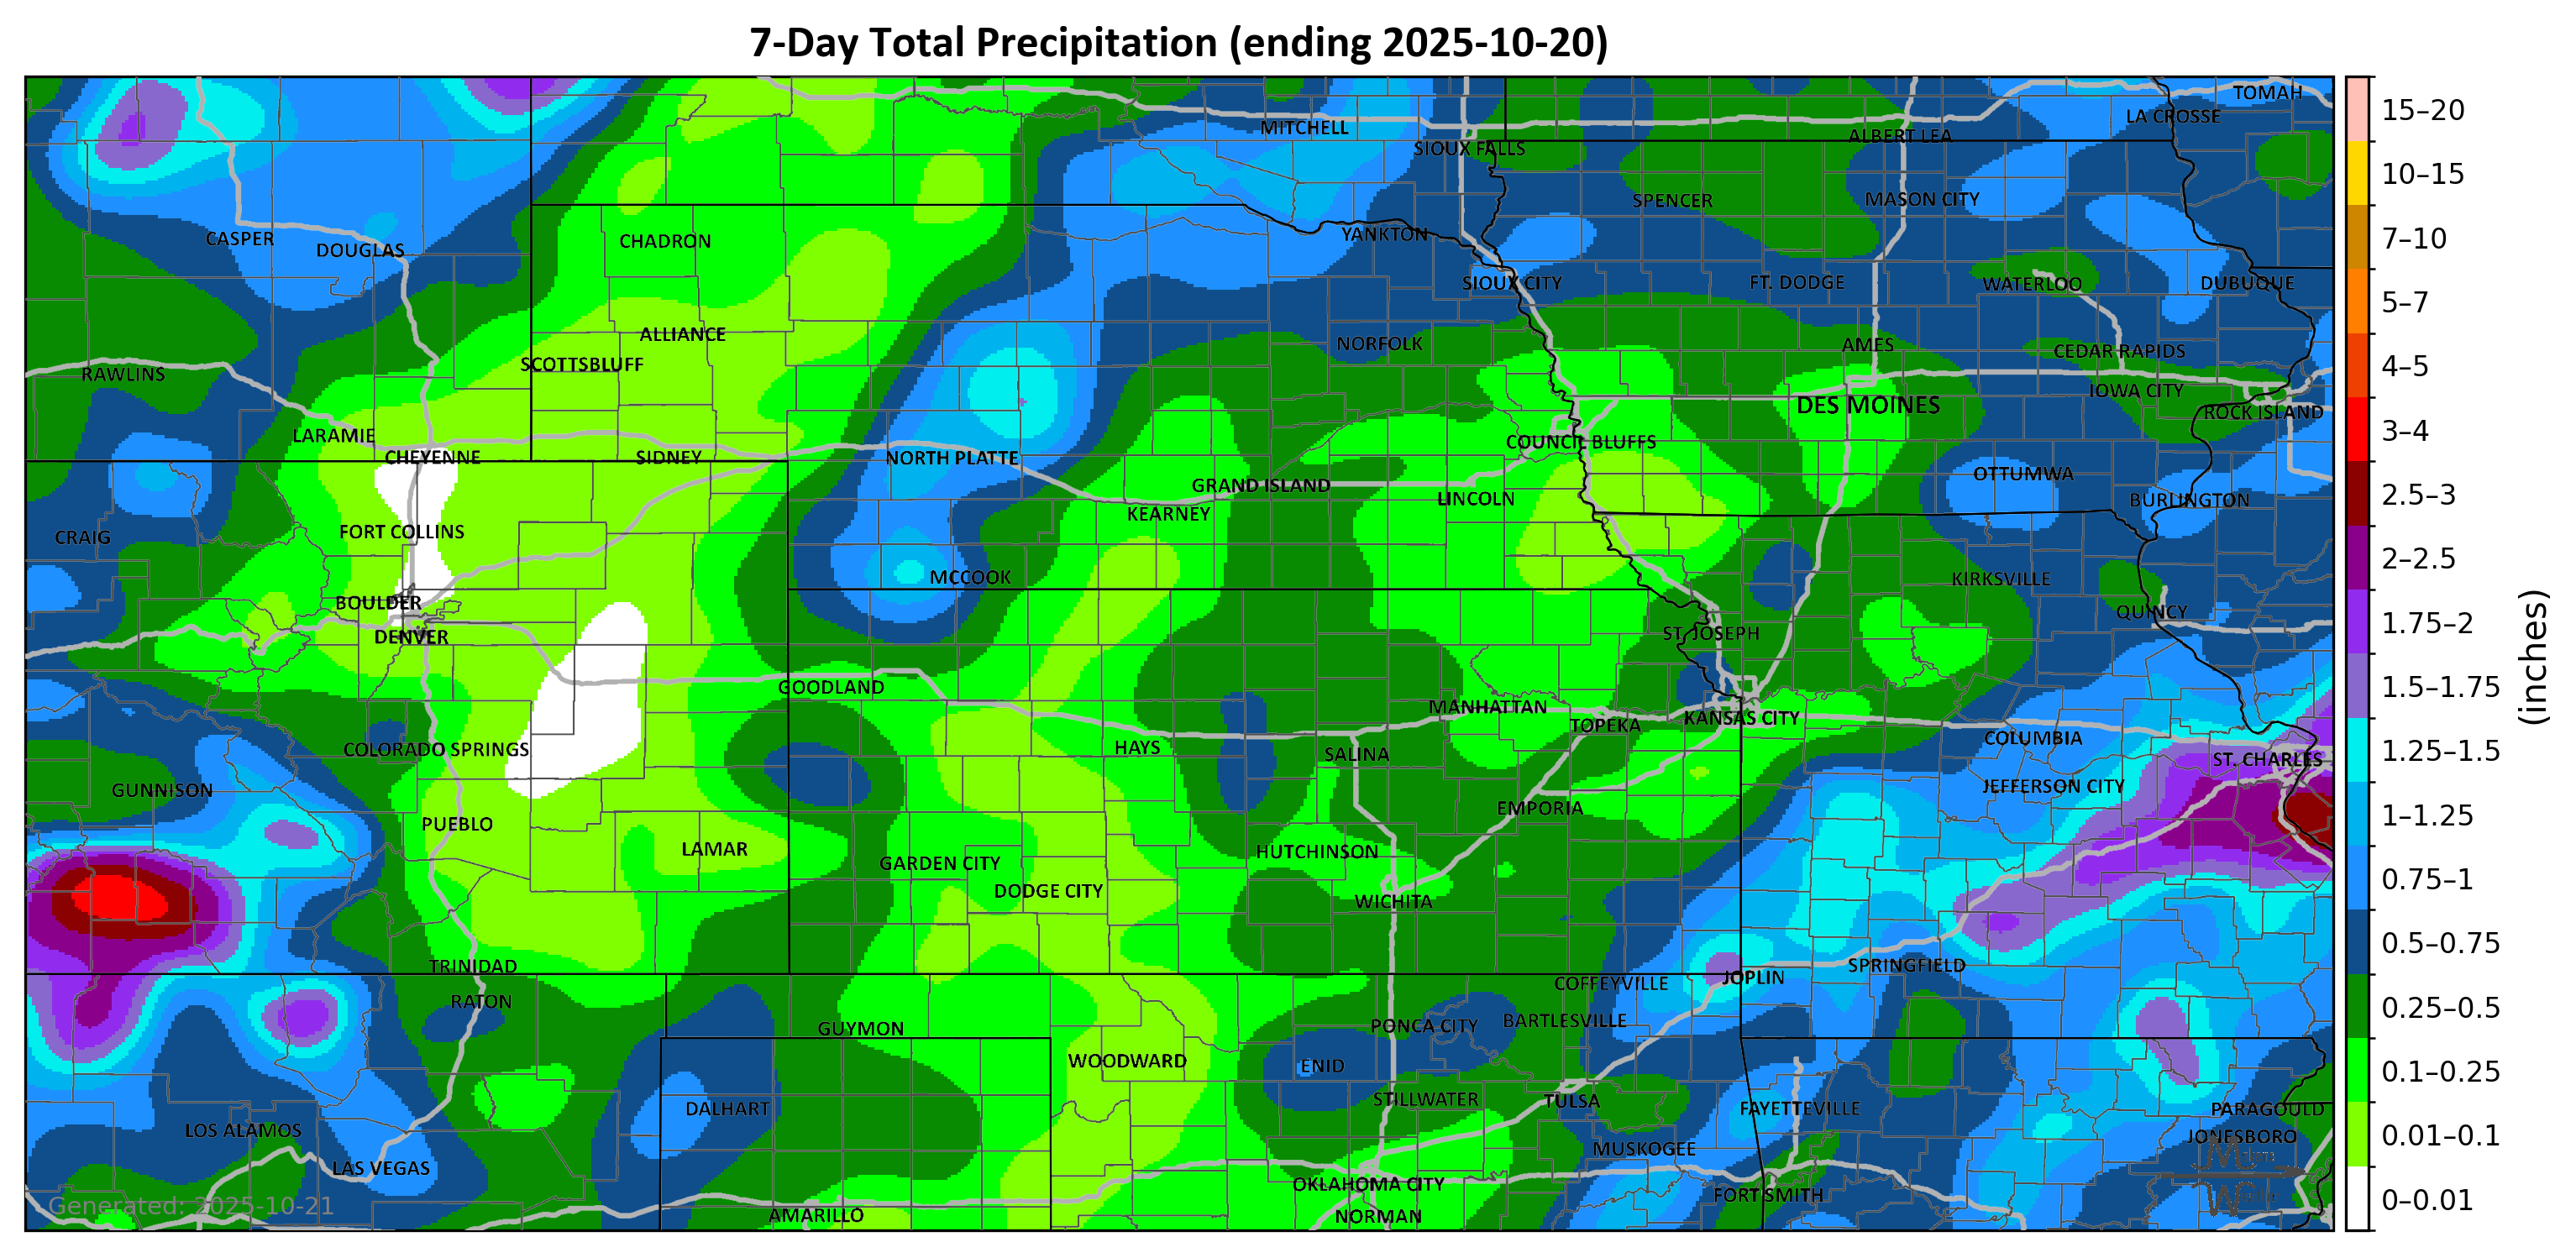 7-Day Total Precipitation (ending 2025-10-20)
TOMAH
LA CROSSE
MITCHELL
ALBERT LEA
SIOUX FALLS
SPENCER
MASON CITY
YANKTON
CASPER
CHADRON
DOUGLAS
SIOUX CITY
FT. DODGE
WATERLOO
DUBUQUE
ALLIANCE
NORFOLK
AMES
CEDAR RAPIDS
SCOTTSBLUFF
RAWLINS
IOWA CITY
DES MOINES
ROCK ISLAND
LARAMIE
COUNCIL BLUFFS
CHEYENNE
SIDNEY
NORTH PLATTE
OTTUMWA
GRAND ISLAND
LINCOLN
BURLINGTON
KEARNEY
FORT COLLINS
CRAIG
MCCOOK
KIRKSVILLE
BOULDER
QUINCY
DENVER
ST. JOSEPH
GOODLAND
MANHATTAN
TOPEKA
KANSAS CITY
COLUMBIA
COLORADO SPRINGS
HAYS
SALINA
ST. CHARLES
GUNNISON
JEFFERSON CITY
EMPORIA
PUEBLO
LAMAR
HUTCHINSON
GARDEN CITY
DODGE CITY
WICHITA
TRINIDAD
SPRINGFIELD
JOPLIN
COFFEYVILLE
RATON
GUYMON
PONCA CITY
BARTLESVILLE
WOODWARD
ENID
STILLWATER
TULSA
DALHART
FAYETTEVILLE
PARAGOULD
LOS ALAMOS
JONESBORO
MUSKOGEE
LAS VEGAS
OKLAHOMA CITY
FORT SMITH
AMARILLO
NORMAN
Generated: 2025-10-21
15–20
10–15
7–10
5–7
4–5
3–4
2.5–3
2–2.5
1.75–2
1.5–1.75
1.25–1.5
1–1.25
0.75–1
0.5–0.75
0.25–0.5
0.1–0.25
0.01–0.1
0–0.01
(inches)